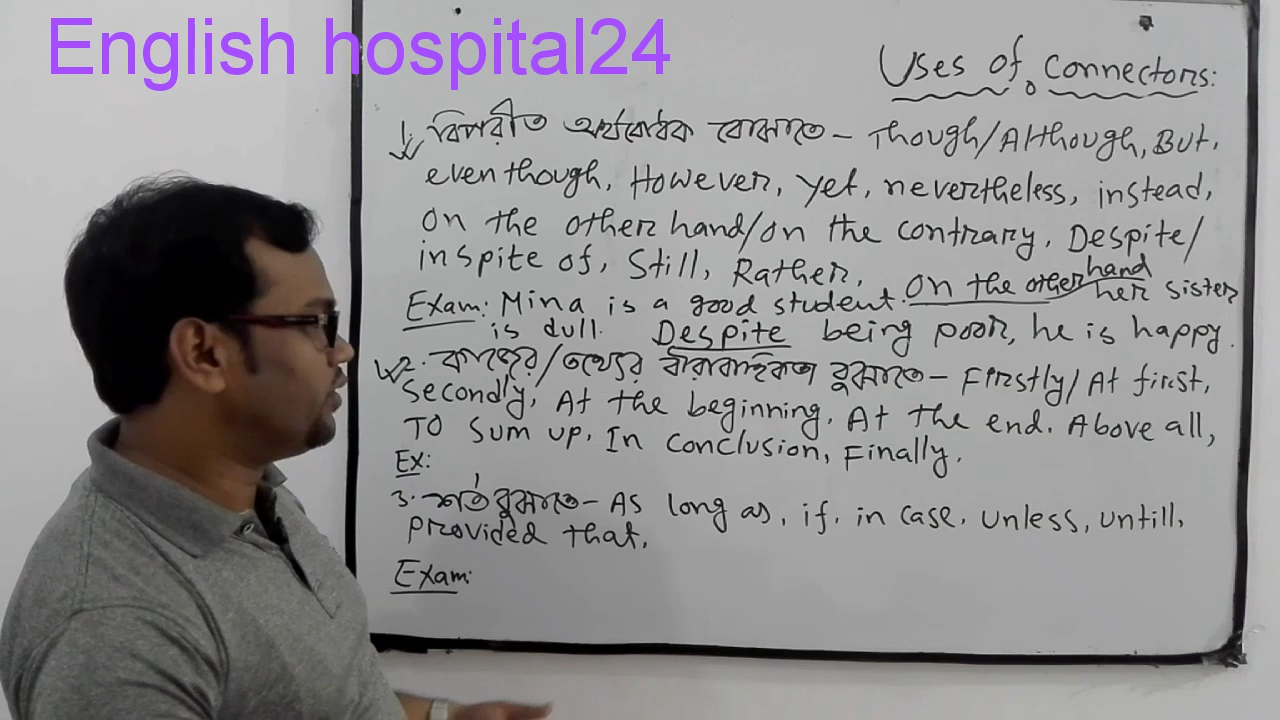 English hospital24
Uses of Connectors:
1. বিপরীত অর্থবোধক বোঝাতে - Though/Although, But,
eventhough, However, yet, nevertheless, instead,
on the other hand/on the contrary, Despite/
inspite of, Still, Rather,
Exam: Mina is a good student. On the other hand her sister
is dull. Despite being poor, he is happy.
2. কাজের/তথ্যের ধারাবাহিকতা বুঝাতে - Firstly/At first,
Secondly, At the beginning, At the end, Above all,
To sum up, In conclusion, Finally.
Ex:
3. শর্ত বুঝাতে - As long as, if, in case, unless, untill,
provided that,
Exam: